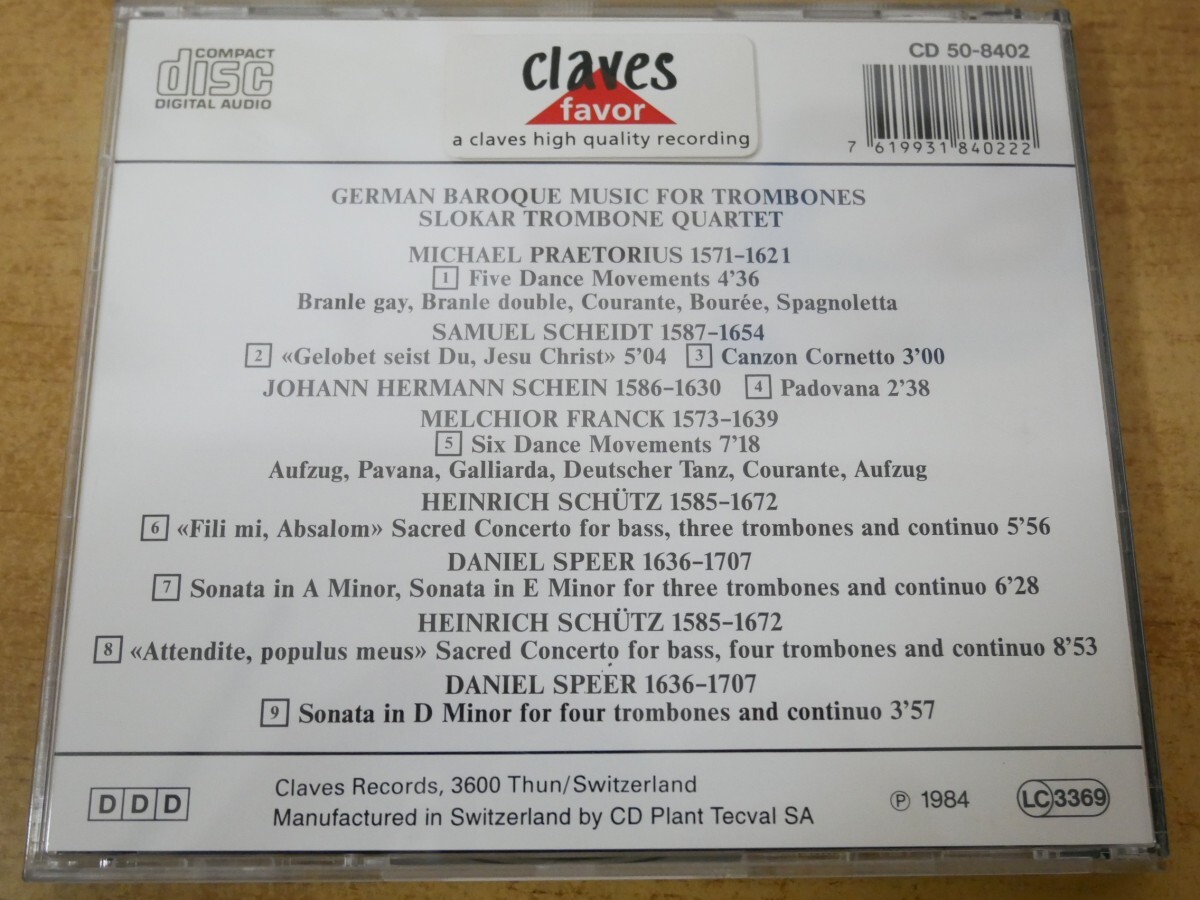 COMPACT
disc
DIGITAL AUDIO
claves
favor
a claves high quality recording
CD 50-8402
7 619931 840222
GERMAN BAROQUE MUSIC FOR TROMBONES
SLOKAR TROMBONE QUARTET
MICHAEL PRAETORIUS 1571–1621
1 Five Dance Movements 4'36
Branle gay, Branle double, Courante, Bourée, Spagnoletta
SAMUEL SCHEIDT 1587–1654
2 «Gelobet seist Du, Jesu Christ» 5'04 3 Canzon Cornetto 3'00
JOHANN HERMANN SCHEIN 1586–1630 4 Padovana 2'38
MELCHIOR FRANCK 1573–1639
5 Six Dance Movements 7'18
Aufzug, Pavana, Galliarda, Deutscher Tanz, Courante, Aufzug
HEINRICH SCHÜTZ 1585–1672
6 «Fili mi, Absalom» Sacred Concerto for bass, three trombones and continuo 5'56
DANIEL SPEER 1636–1707
7 Sonata in A Minor, Sonata in E Minor for three trombones and continuo 6'28
HEINRICH SCHÜTZ 1585–1672
8 «Attendite, populus meus» Sacred Concerto for bass, four trombones and continuo 8'53
DANIEL SPEER 1636–1707
9 Sonata in D Minor for four trombones and continuo 3'57
DDD
Claves Records, 3600 Thun/Switzerland
Manufactured in Switzerland by CD Plant Tecval SA
℗ 1984
LC 3369